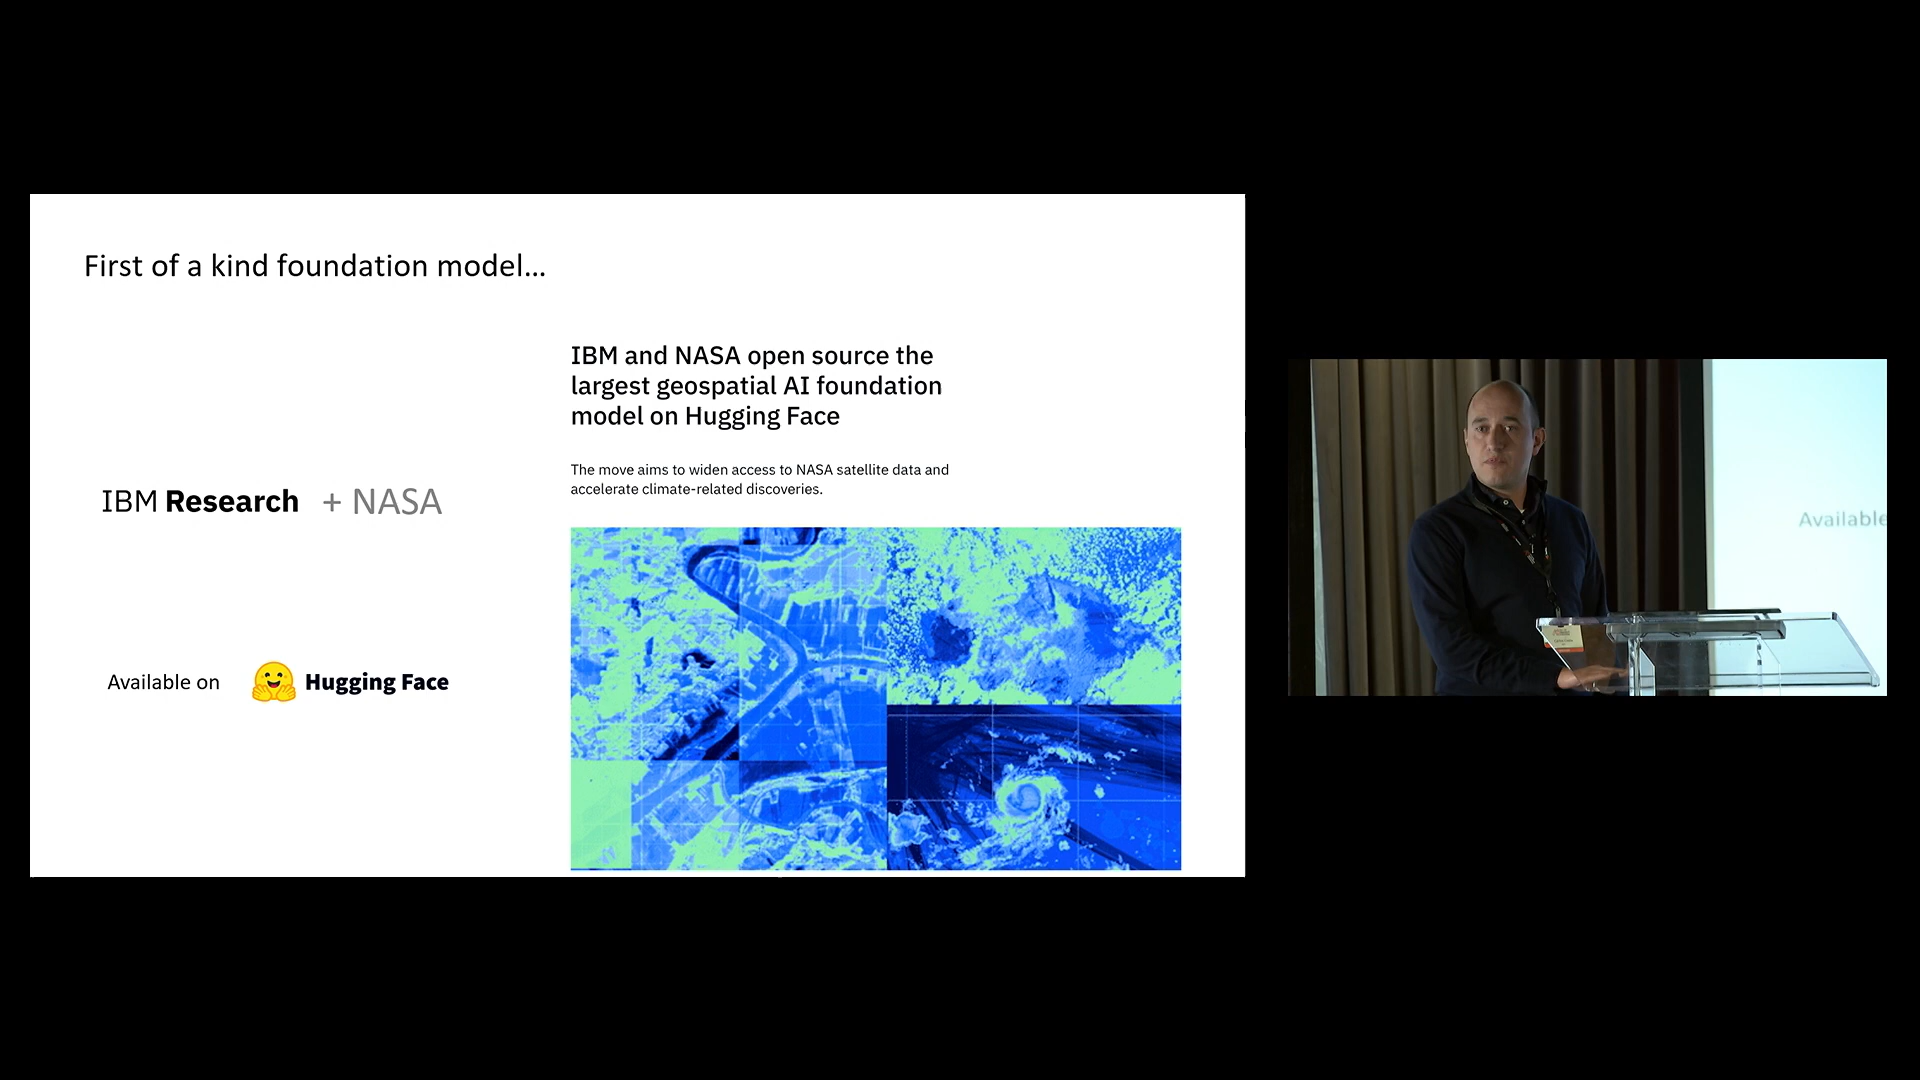 First of a kind foundation model...
IBM and NASA open source the
largest geospatial AI foundation
model on Hugging Face
The move aims to widen access to NASA satellite data and
accelerate climate-related discoveries.
IBM Research + NASA
Available on Hugging Face
Available